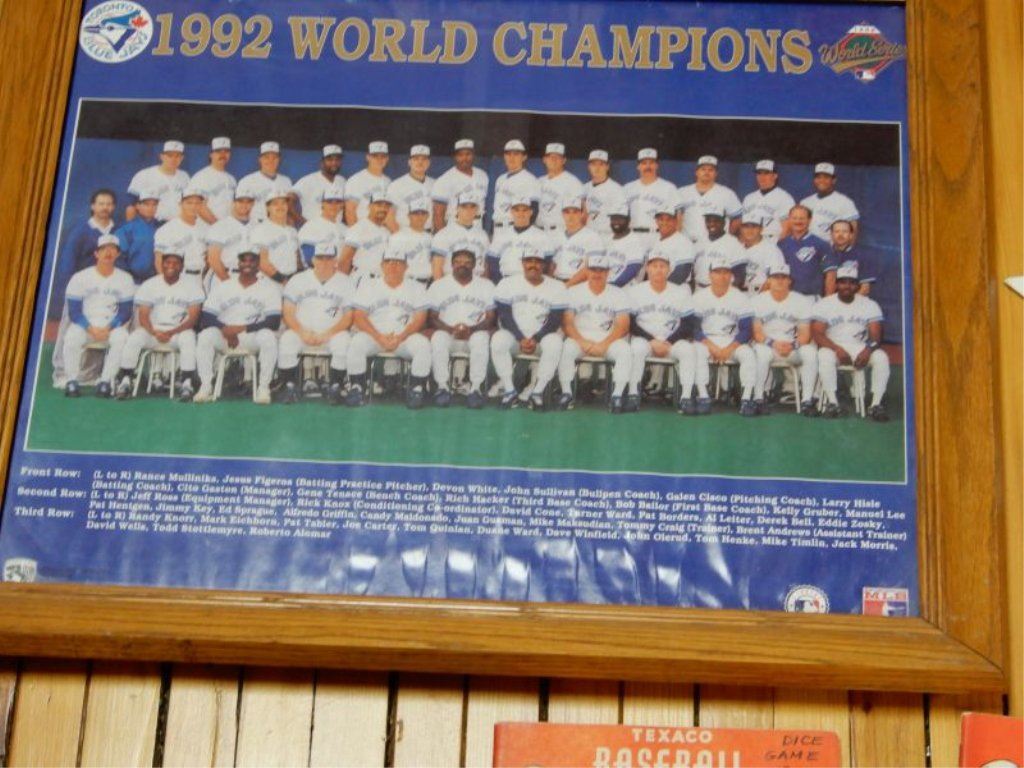 TORONTO
BLUE JAYS
1992 WORLD CHAMPIONS
World Series
Front Row: (L to R) Rance Mulliniks, Jesus Figeroa (Batting Practice Pitcher), Devon White, John Sullivan (Bullpen Coach), Galen Cisco (Pitching Coach), Larry Hisle
(Batting Coach), Cito Gaston (Manager), Gene Tenace (Bench Coach), Rich Hacker (Third Base Coach), Bob Bailor (First Base Coach), Kelly Gruber, Manuel Lee
Second Row: (L to R) Jeff Ross (Equipment Manager), Rick Knox (Conditioning Co-ordinator), David Cone, Turner Ward, Pat Borders, Al Leiter, Derek Bell, Eddie Zosky,
Pat Hentgen, Jimmy Key, Ed Sprague, Alfredo Griffin, Candy Maldonado, Juan Guzman, Mike Maksudian, Tommy Craig (Trainer), Brent Andrews (Assistant Trainer)
Third Row: (L to R) Randy Knorr, Mark Eichhorn, Pat Tabler, Joe Carter, Tom Quinlan, Duane Ward, Dave Winfield, John Olerud, Tom Henke, Mike Timlin, Jack Morris,
David Wells, Todd Stottlemyre, Roberto Alomar
MLB
TEXACO
BASEBALL
DICE
GAME